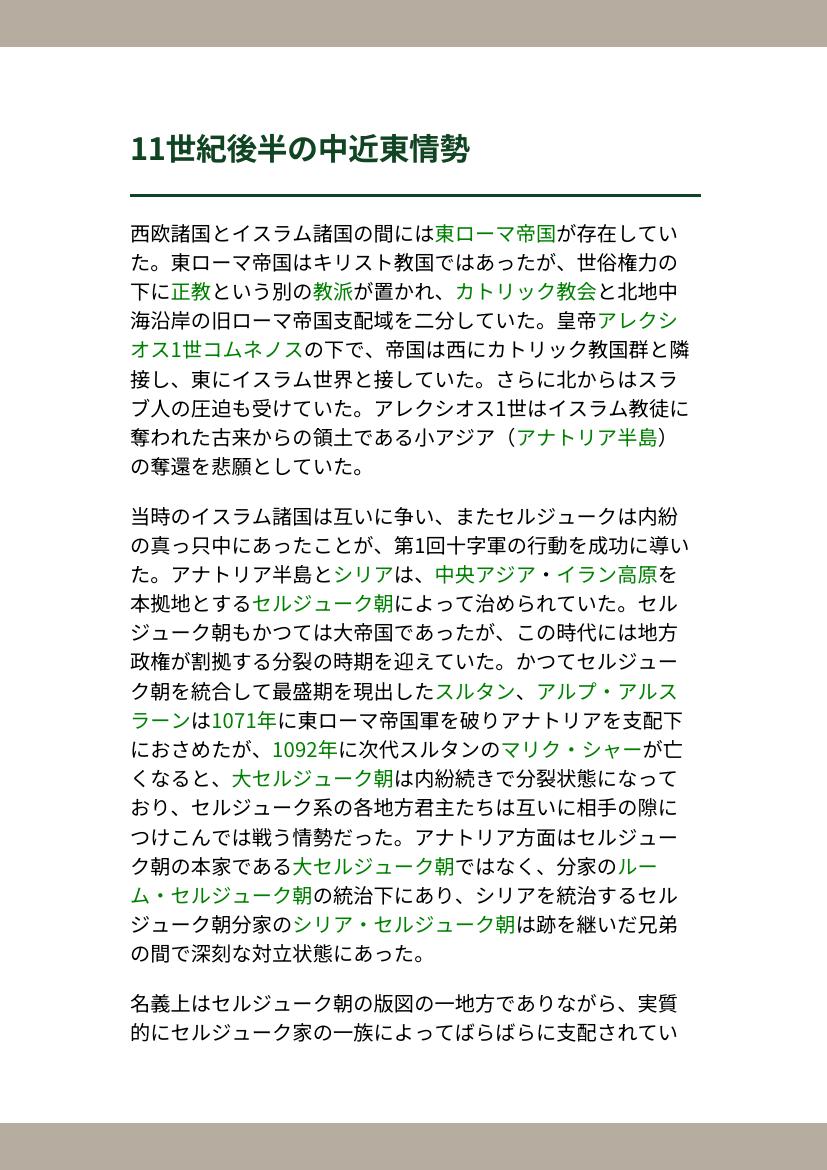 11世紀後半の中近東情勢
西欧諸国とイスラム諸国の間には東ローマ帝国が存在してい
た。東ローマ帝国はキリスト教国ではあったが、世俗権力の
下に正教という別の教派が置かれ、カトリック教会と北地中
海沿岸の旧ローマ帝国支配域を二分していた。皇帝アレクシ
オス1世コムネノスの下で、帝国は西にカトリック教国群と隣
接し、東にイスラム世界と接していた。さらに北からはスラ
ブ人の圧迫も受けていた。アレクシオス1世はイスラム教徒に
奪われた古来からの領土である小アジア（アナトリア半島）
の奪還を悲願としていた。
当時のイスラム諸国は互いに争い、またセルジュークは内紛
の真っ只中にあったことが、第1回十字軍の行動を成功に導い
た。アナトリア半島とシリアは、中央アジア・イラン高原を
本拠地とするセルジューク朝によって治められていた。セル
ジューク朝もかつては大帝国であったが、この時代には地方
政権が割拠する分裂の時期を迎えていた。かつてセルジュー
ク朝を統合して最盛期を現出したスルタン、アルプ・アルス
ラーンは1071年に東ローマ帝国軍を破りアナトリアを支配下
におさめたが、1092年に次代スルタンのマリク・シャーが亡
くなると、大セルジューク朝は内紛続きで分裂状態になって
おり、セルジューク系の各地方君主たちは互いに相手の隙に
つけこんでは戦う情勢だった。アナトリア方面はセルジュー
ク朝の本家である大セルジューク朝ではなく、分家のルー
ム・セルジューク朝の統治下にあり、シリアを統治するセル
ジューク朝分家のシリア・セルジューク朝は跡を継いだ兄弟
の間で深刻な対立状態にあった。
名義上はセルジューク朝の版図の一地方でありながら、実質
的にセルジューク家の一族によってばらばらに支配されてい